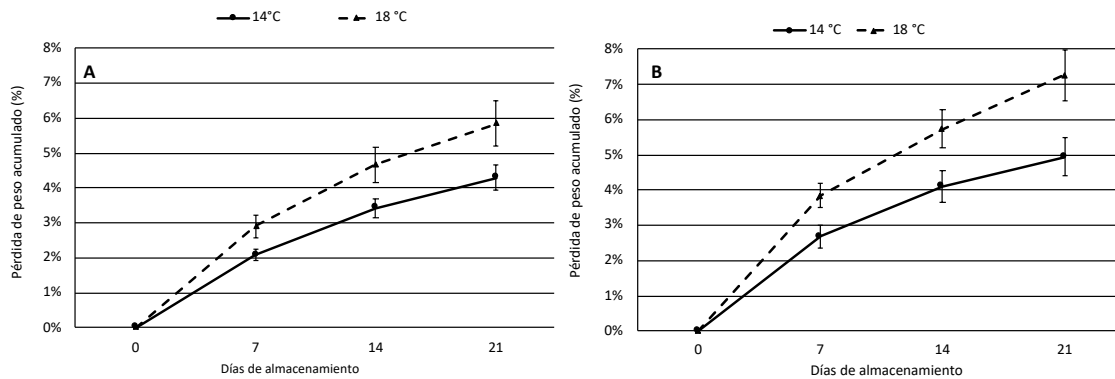 14°C 18 °C
8%
7%
6%
5%
4%
3%
2%
1%
0%
A
Pérdida de peso acumulado (%)
0 7 14 21
Días de almacenamiento
14 °C 18 °C
8%
7%
6%
5%
4%
3%
2%
1%
0%
B
Pérdida de peso acumulado (%)
0 7 14 21
Días de almacenamiento